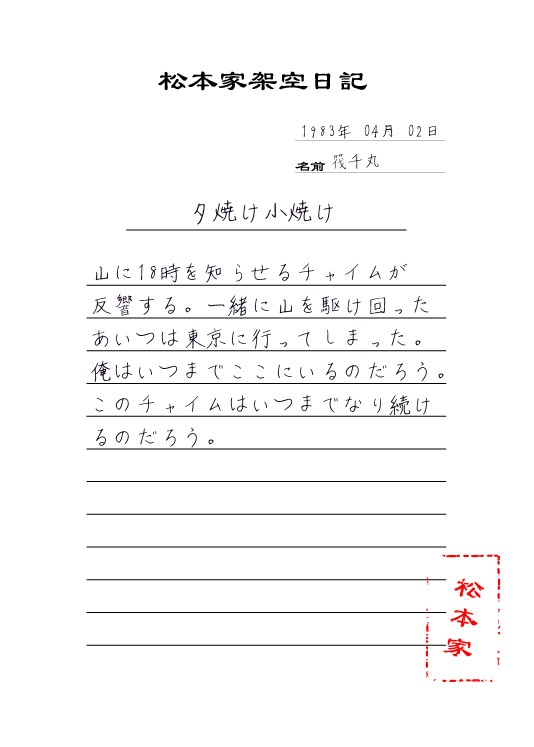 松本家架空日記
1983年 04月 02日
名前 筏千丸
夕焼け小焼け
山に18時を知らせるチャイムが
反響する。一緒に山を駆け回った
あいつは東京に行ってしまった。
俺はいつまでここにいるのだろう。
このチャイムはいつまでなり続け
るのだろう。
松本家